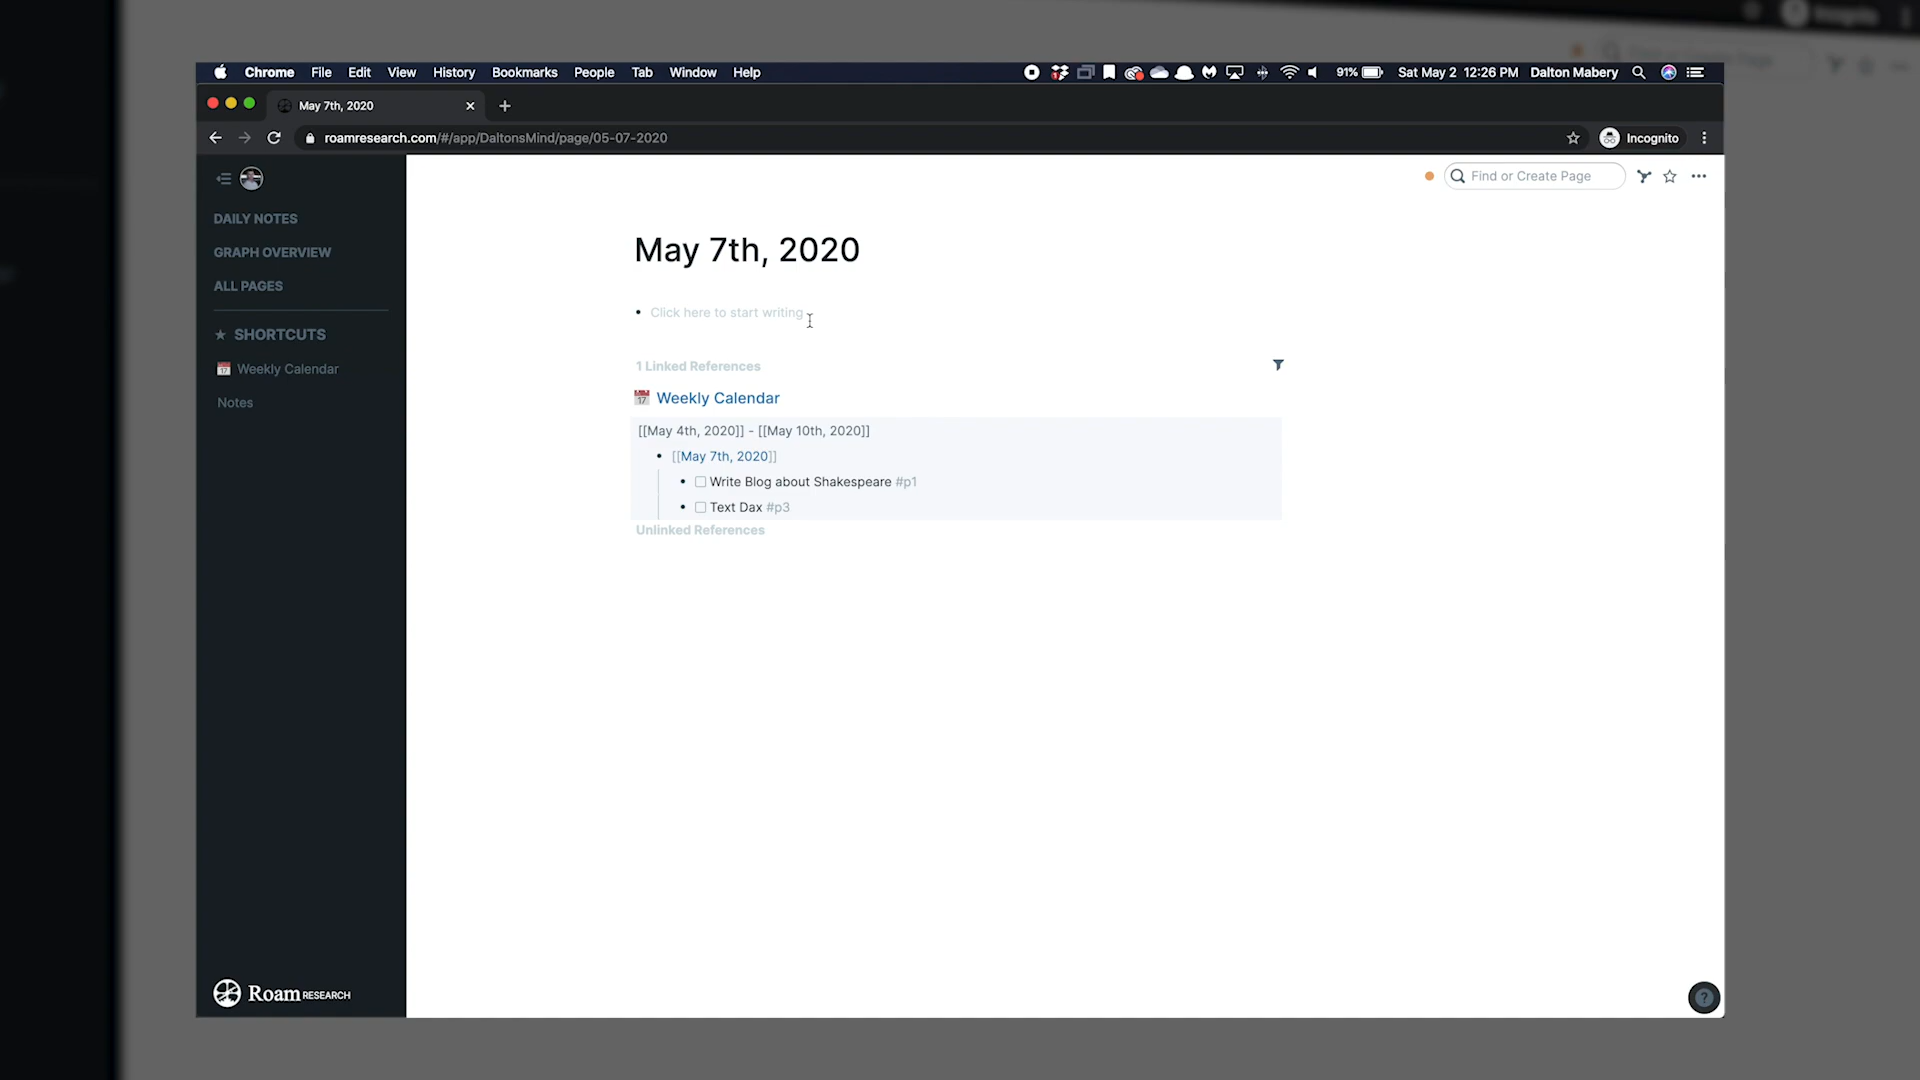 Chrome File Edit View History Bookmarks People Tab Window Help 91% Sat May 2 12:26 PM Dalton Mabery
May 7th, 2020
roamresearch.com/#/app/DaltonsMind/page/05-07-2020 Incognito
Find or Create Page
DAILY NOTES
GRAPH OVERVIEW
ALL PAGES
SHORTCUTS
Weekly Calendar
Notes
May 7th, 2020
Click here to start writing
1 Linked References
Weekly Calendar
[[May 4th, 2020]] - [[May 10th, 2020]]
[[May 7th, 2020]]
Write Blog about Shakespeare #p1
Text Dax #p3
Unlinked References
Roam RESEARCH